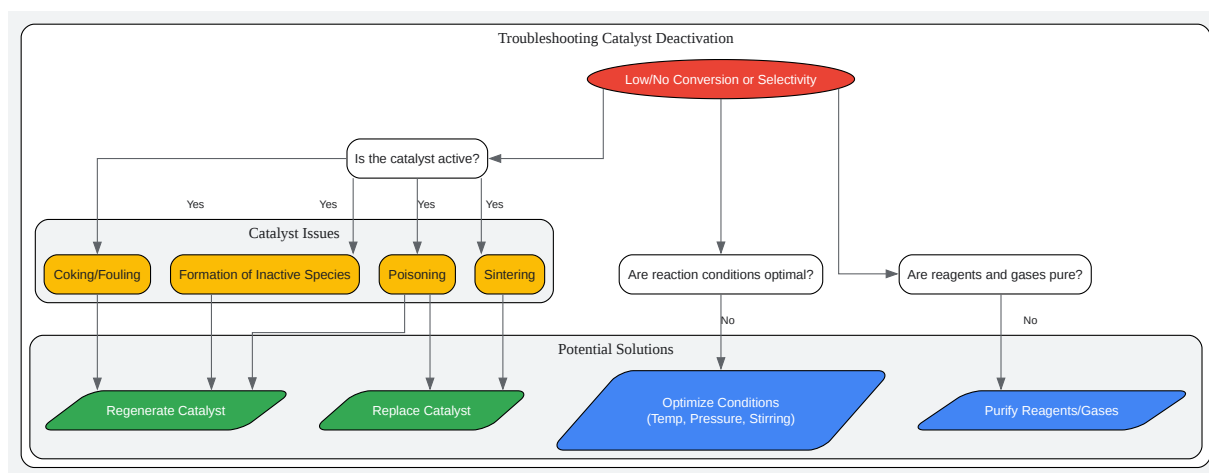 Troubleshooting Catalyst Deactivation
Low/No Conversion or Selectivity
Is the catalyst active?
Yes
Yes
Yes
Yes
Catalyst Issues
Coking/Fouling
Formation of Inactive Species
Poisoning
Sintering
Are reaction conditions optimal?
Are reagents and gases pure?
No
No
Potential Solutions
Regenerate Catalyst
Replace Catalyst
Optimize Conditions
(Temp, Pressure, Stirring)
Purify Reagents/Gases